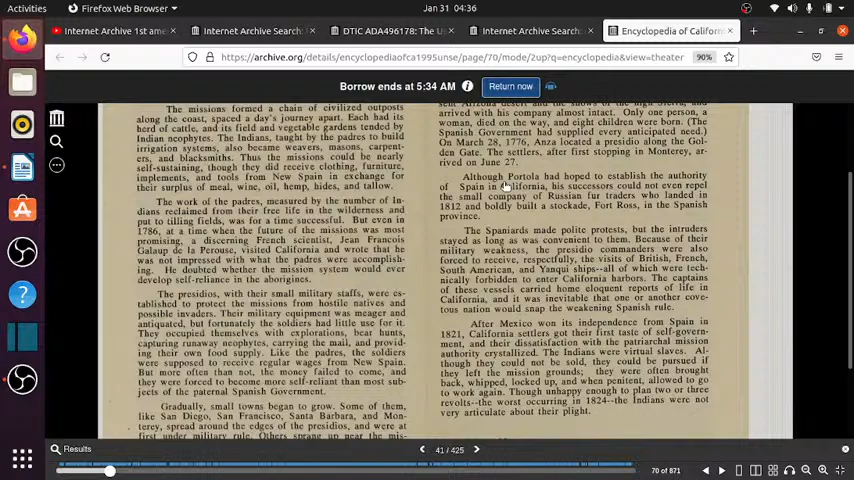 Activities
Firefox Web Browser
Jan 31 04:36
Internet Archive 1st ame
Internet Archive Search:
DTIC ADA496178: The Us
Internet Archive Search:
Encyclopedia of Californi
https://archive.org/details/encyclopediaofca1995unse/page/70/mode/2up?q=encyclopedia&view=theater
90%
Borrow ends at 5:34 AM
Return now
The missions formed a chain of civilized outposts
along the coast, spaced a day's journey apart. Each had its
herd of cattle, and its field and vegetable gardens tended by
Indian neophytes. The Indians, taught by the padres to build
irrigation systems, also became weavers, masons, carpent-
ers, and blacksmiths. Thus the missions could be nearly
self-sustaining, though they did receive clothing, furniture,
implements, and tools from New Spain in exchange for
their surplus of meal, wine, oil, hemp, hides, and tallow.
The work of the padres, measured by the number of In-
dians reclaimed from their free life in the wilderness and
put to tilling fields, was for a time successful. But even in
1786, at a time when the future of the missions was most
promising, a discerning French scientist, Jean Francois
Galaup de la Perouse, visited California and wrote that he
was not impressed with what the padres were accomplish-
ing. He doubted whether the mission system would ever
develop self-reliance in the aborigines.
The presidios, with their small military staffs, were es-
tablished to protect the missions from hostile natives and
possible invaders. Their military equipment was meager and
antiquated, but fortunately the soldiers had little use for it.
They occupied themselves with explorations, bear hunts,
capturing runaway neophytes, carrying the mail, and provid-
ing their own food supply. Like the padres, the soldiers
were supposed to receive regular wages from New Spain.
But more often than not, the money failed to come, and
they were forced to become more self-reliant than most sub-
jects of the paternal Spanish Government.
Gradually, small towns began to grow. Some of them,
like San Diego, San Francisco, Santa Barbara, and Mon-
terey, spread around the edges of the presidios, and were at
first under military rule. Others sprang up near the mis-
sent Arizona desert and the snows of the high Sierra, and
arrived with his company almost intact. Only one person, a
woman, died on the way, and eight children were born. (The
Spanish Government had supplied every anticipated need.)
On March 28, 1776, Anza located a presidio along the Gol-
den Gate. The settlers, after first stopping in Monterey, ar-
rived on June 27.
Although Portola had hoped to establish the authority
of Spain in California, his successors could not even repel
the small company of Russian fur traders who landed in
1812 and boldly built a stockade, Fort Ross, in the Spanish
province.
The Spaniards made polite protests, but the intruders
stayed as long as was convenient to them. Because of their
military weakness, the presidio commanders were also
forced to receive, respectfully, the visits of British, French,
South American, and Yanqui ships--all of which were tech-
nically forbidden to enter California harbors. The captains
of these vessels carried home eloquent reports of life in
California, and it was inevitable that one or another cove-
tous nation would snap the weakening Spanish rule.
After Mexico won its independence from Spain in
1821, California settlers got their first taste of self-govern-
ment, and their dissatisfaction with the patriarchal mission
authority crystallized. The Indians were virtual slaves. Al-
though they could not be sold, they could be pursued if
they left the mission grounds; they were often brought
back, whipped, locked up, and when penitent, allowed to
go to work again. Though unhappy enough to plan two or three
revolts--the worst occurring in 1824--the Indians were not
very articulate about their plight.
Results
41 / 425
70 of 871